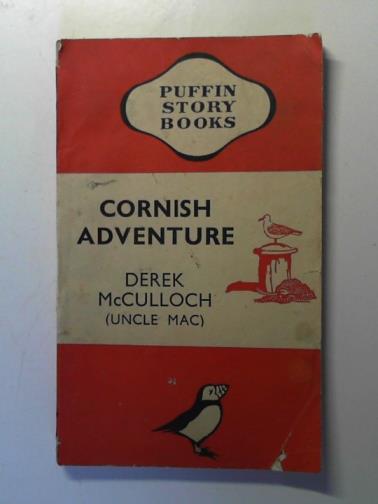 PUFFIN
STORY
BOOKS
CORNISH
ADVENTURE
DEREK
McCULLOCH
(UNCLE MAC)